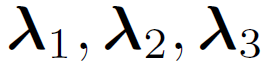 𝝀₁, 𝝀₂, 𝝀₃